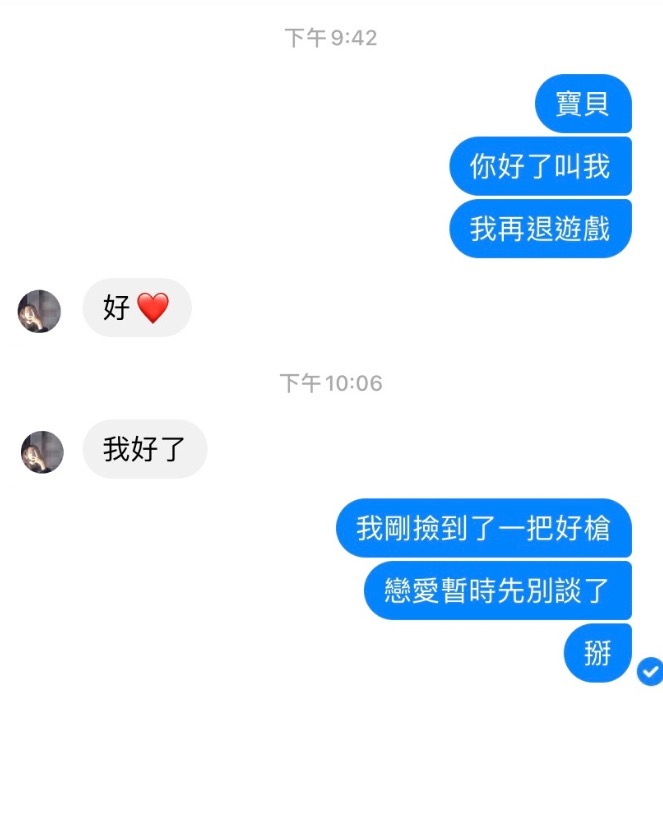 下午9:42
寶貝
你好了叫我
我再退遊戲
好❤️
下午10:06
我好了
我剛撿到了一把好槍
戀愛暫時先別談了
掰